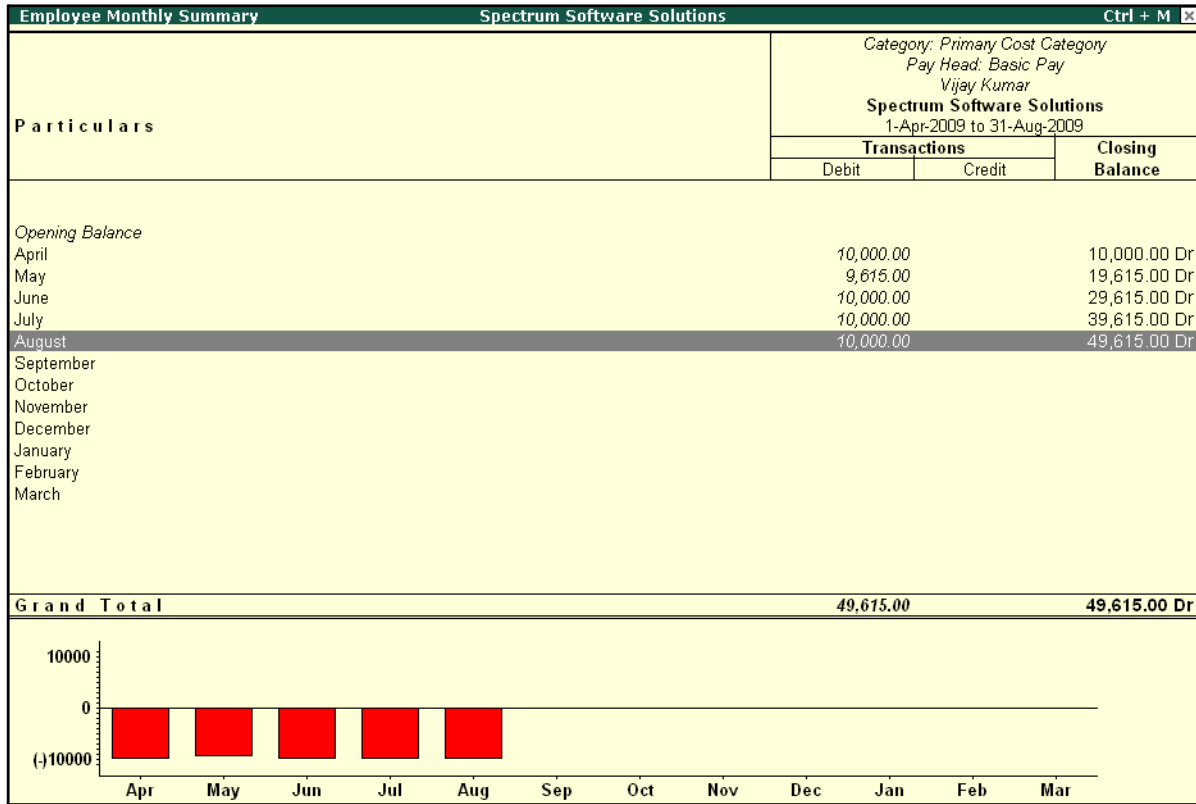 Employee Monthly Summary Spectrum Software Solutions Ctrl + M
Category: Primary Cost Category
Pay Head: Basic Pay
Vijay Kumar
Spectrum Software Solutions
Particulars 1-Apr-2009 to 31-Aug-2009
Transactions Closing
Debit Credit Balance
Opening Balance
April 10,000.00 10,000.00 Dr
May 9,615.00 19,615.00 Dr
June 10,000.00 29,615.00 Dr
July 10,000.00 39,615.00 Dr
August 10,000.00 49,615.00 Dr
September
October
November
December
January
February
March
Grand Total 49,615.00 49,615.00 Dr
10000
0
(-)10000
Apr May Jun Jul Aug Sep Oct Nov Dec Jan Feb Mar